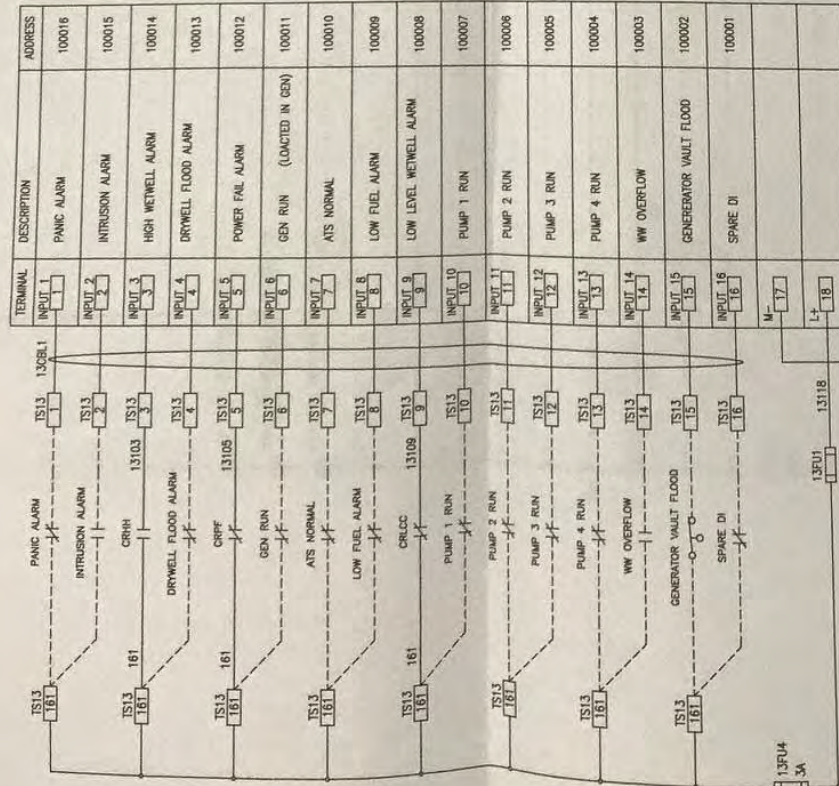 TERMINAL DESCRIPTION ADDRESS
PANIC ALARM TS13 1 13CBL1 INPUT 1 1 PANIC ALARM 100016
TS13 161
INTRUSION ALARM TS13 2 INPUT 2 2 INTRUSION ALARM 100015
TS13 161 161 CRHH 13103 TS13 3 INPUT 3 3 HIGH WETWELL ALARM 100014
DRYWELL FLOOD ALARM TS13 4 INPUT 4 4 DRYWELL FLOOD ALARM 100013
TS13 161 161 CRPF 13105 TS13 5 INPUT 5 5 POWER FAIL ALARM 100012
GEN RUN TS13 6 INPUT 6 6 GEN RUN (LOACTED IN GEN) 100011
TS13 161 ATS NORMAL TS13 7 INPUT 7 7 ATS NORMAL 100010
LOW FUEL ALARM TS13 8 INPUT 8 8 LOW FUEL ALARM 100009
TS13 161 161 CRLCC 13109 TS13 9 INPUT 9 9 LOW LEVEL WETWELL ALARM 100008
PUMP 1 RUN TS13 10 INPUT 10 10 PUMP 1 RUN 100007
TS13 161 PUMP 2 RUN TS13 11 INPUT 11 11 PUMP 2 RUN 100006
PUMP 3 RUN TS13 12 INPUT 12 12 PUMP 3 RUN 100005
TS13 161 PUMP 4 RUN TS13 13 INPUT 13 13 PUMP 4 RUN 100004
WW OVERFLOW TS13 14 INPUT 14 14 WW OVERFLOW 100003
TS13 161 GENERATOR VAULT FLOOD TS13 15 INPUT 15 15 GENERERATOR VAULT FLOOD 100002
SPARE DI TS13 16 INPUT 16 16 SPARE DI 100001
M- 17
13FU4 3A 13FU1 13118 L+ 18